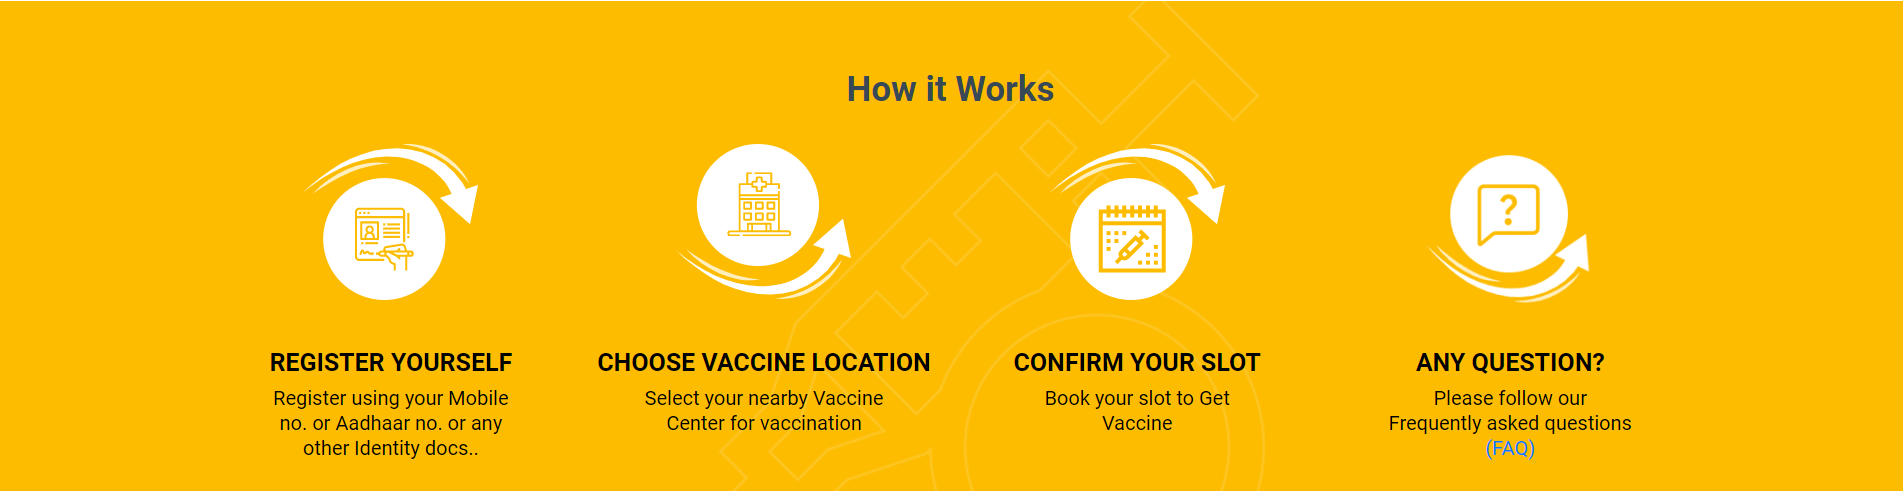 How it Works
REGISTER YOURSELF
Register using your Mobile
no. or Aadhaar no. or any
other Identity docs..
CHOOSE VACCINE LOCATION
Select your nearby Vaccine
Center for vaccination
CONFIRM YOUR SLOT
Book your slot to Get
Vaccine
ANY QUESTION?
Please follow our
Frequently asked questions
(FAQ)